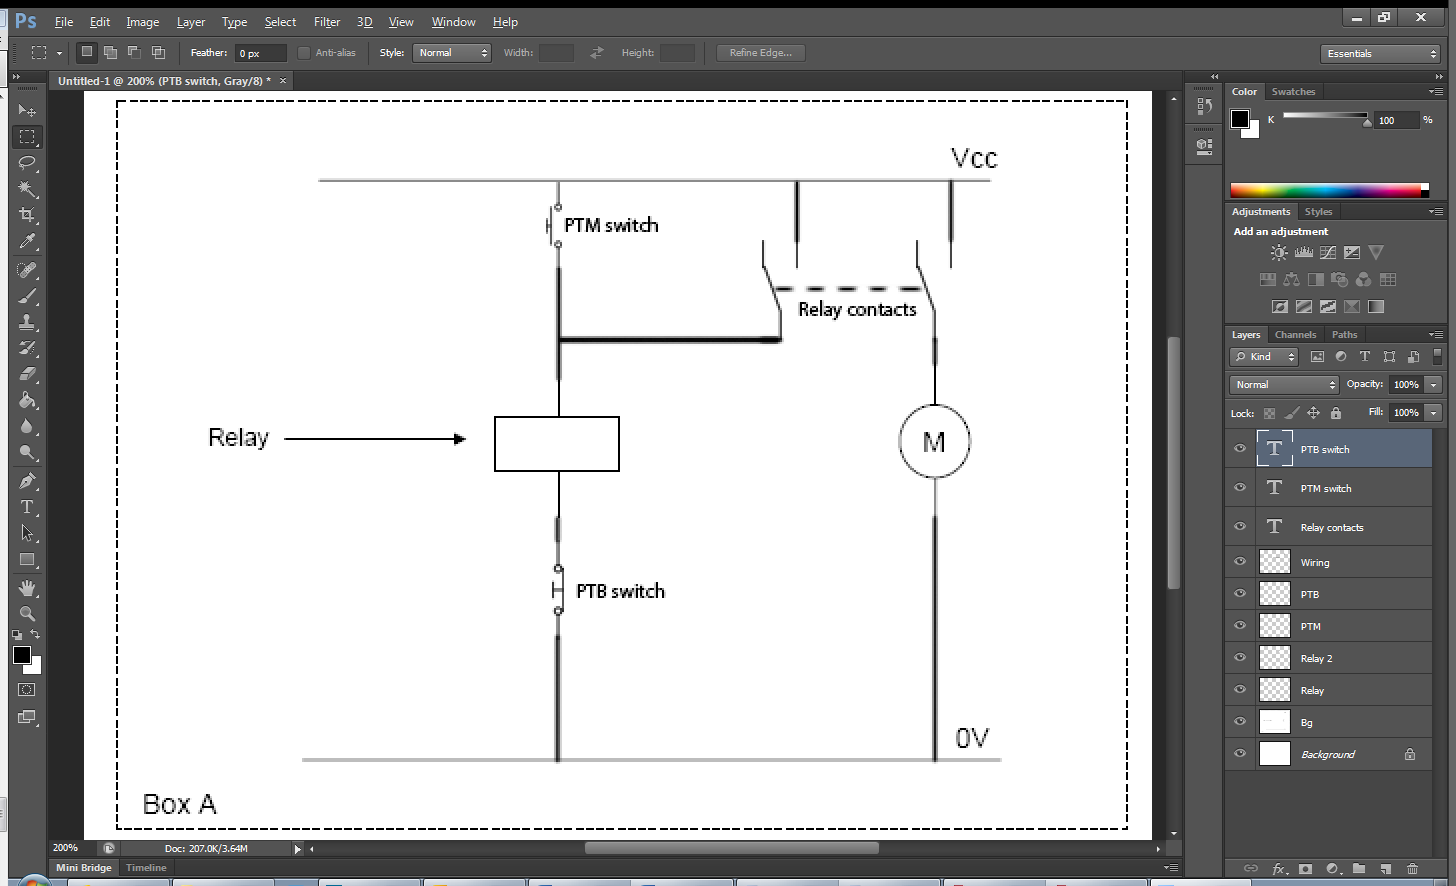 Ps File Edit Image Layer Type Select Filter 3D View Window Help
Feather: 0 px Anti-alias Style: Normal Width: Height: Refine Edge... Essentials
Untitled-1 @ 200% (PTB switch, Gray/8) * ×
Vcc
PTM switch
Relay contacts
Relay
M
PTB switch
0V
Box A
200% Doc: 207.0K/3.64M
Mini Bridge Timeline
Color Swatches
K 100 %
Adjustments Styles
Add an adjustment
Layers Channels Paths
Kind T
Normal Opacity: 100%
Lock: Fill: 100%
T PTB switch
T PTM switch
T Relay contacts
Wiring
PTB
PTM
Relay 2
Relay
Bg
Background
fx